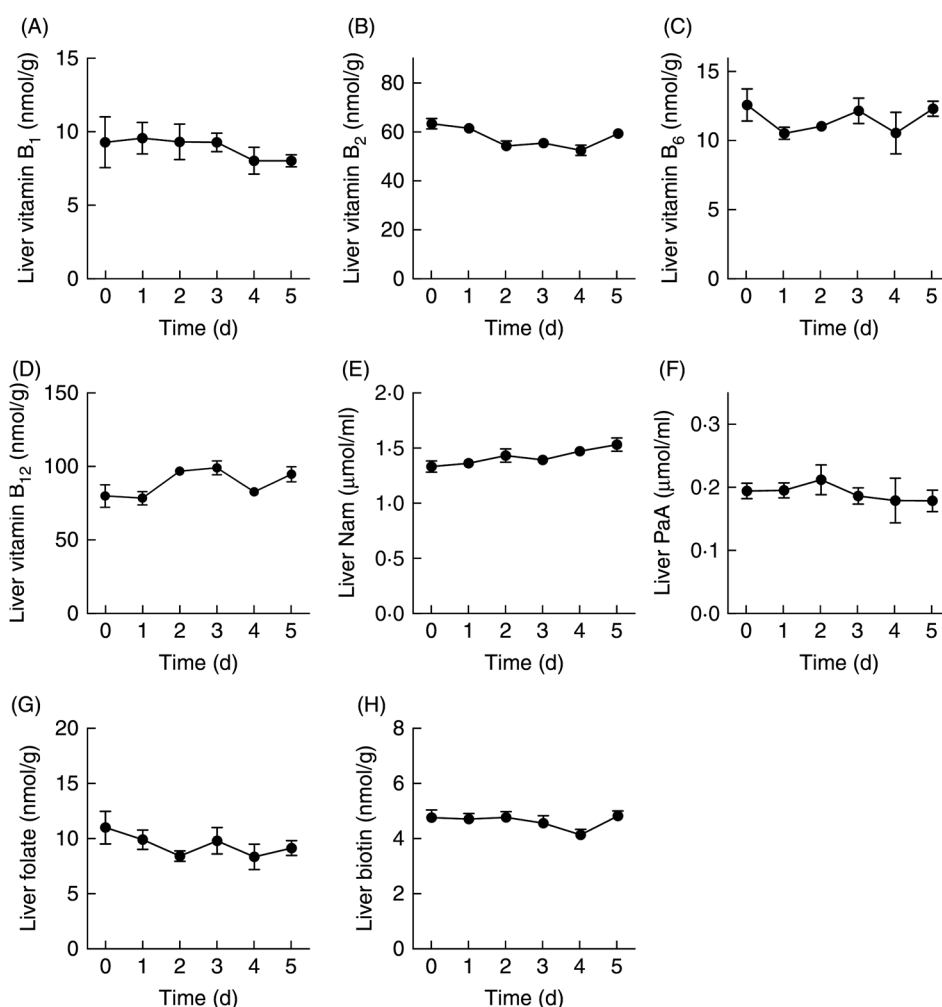 (A)
Liver vitamin B1 (nmol/g)
15
10
5
0
0 1 2 3 4 5
Time (d)
(B)
Liver vitamin B2 (nmol/g)
80
60
40
20
0
0 1 2 3 4 5
Time (d)
(C)
Liver vitamin B6 (nmol/g)
15
10
5
0
0 1 2 3 4 5
Time (d)
(D)
Liver vitamin B12 (nmol/g)
150
100
50
0
0 1 2 3 4 5
Time (d)
(E)
Liver Nam (μmol/ml)
2·0
1·5
1·0
0·5
0·0
0 1 2 3 4 5
Time (d)
(F)
Liver PaA (μmol/ml)
0·3
0·2
0·1
0·0
0 1 2 3 4 5
Time (d)
(G)
Liver folate (nmol/g)
20
15
10
5
0
0 1 2 3 4 5
Time (d)
(H)
Liver biotin (nmol/g)
8
6
4
2
0
0 1 2 3 4 5
Time (d)